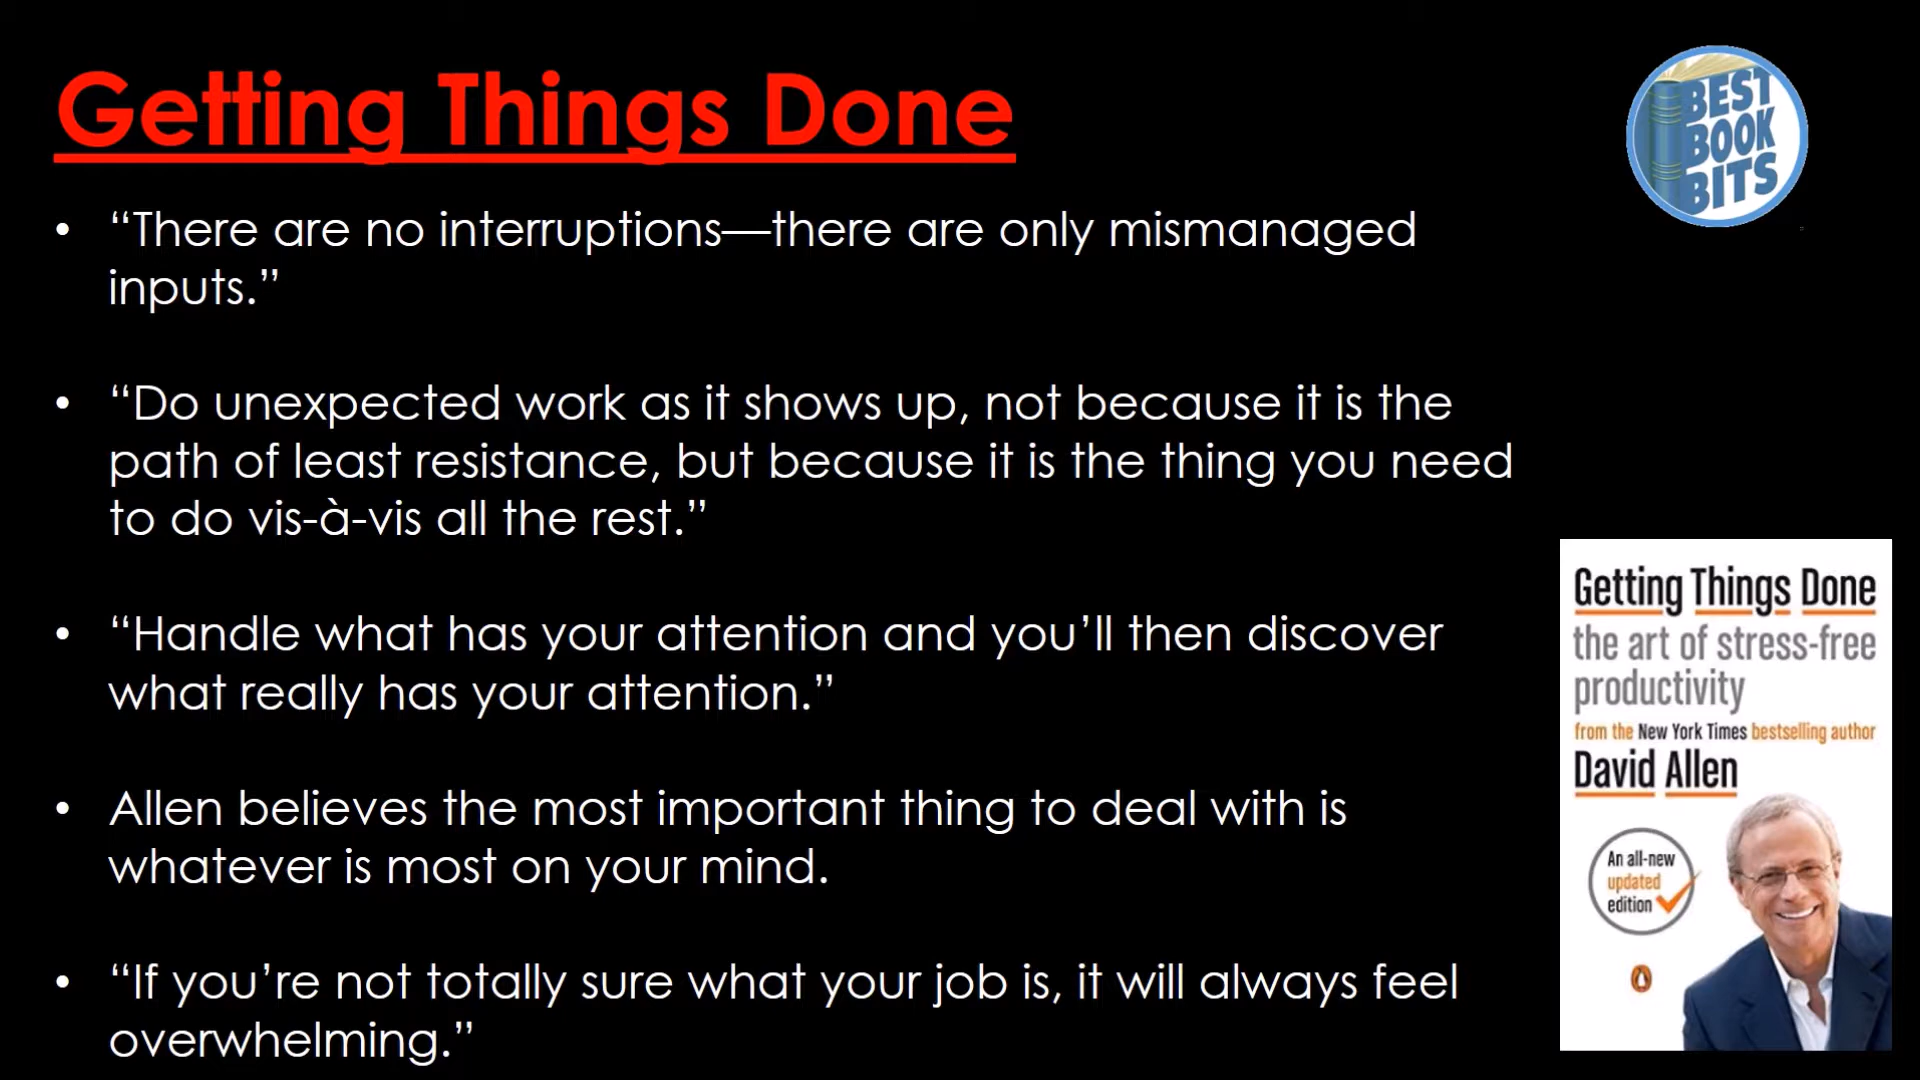 Getting Things Done
BEST
BOOK
BITS
• “There are no interruptions—there are only mismanaged
inputs.”
• “Do unexpected work as it shows up, not because it is the
path of least resistance, but because it is the thing you need
to do vis-à-vis all the rest.”
• “Handle what has your attention and you’ll then discover
what really has your attention.”
• Allen believes the most important thing to deal with is
whatever is most on your mind.
• “If you’re not totally sure what your job is, it will always feel
overwhelming.”
Getting Things Done
the art of stress-free
productivity
from the New York Times bestselling author
David Allen
An all-new
updated
edition